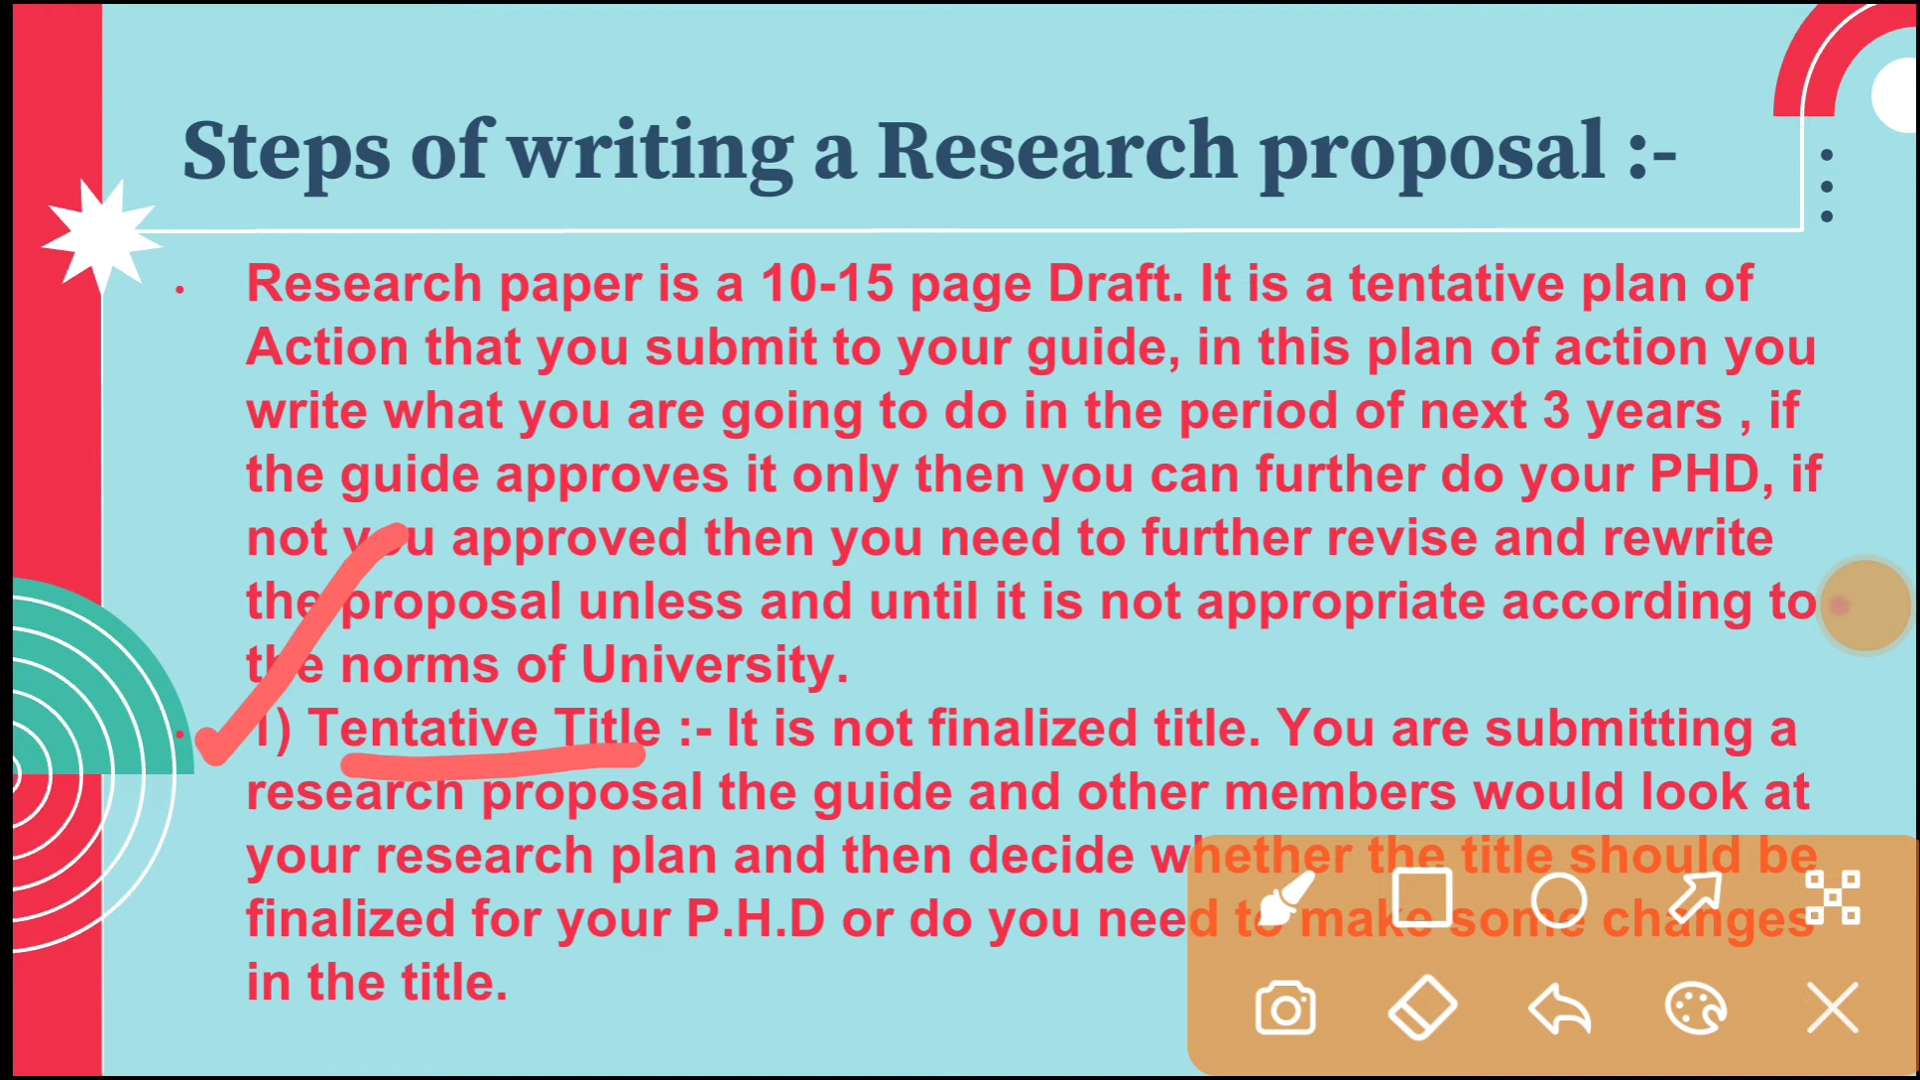 Steps of writing a Research proposal :-
Research paper is a 10-15 page Draft. It is a tentative plan of
Action that you submit to your guide, in this plan of action you
write what you are going to do in the period of next 3 years , if
the guide approves it only then you can further do your PHD, if
not you approved then you need to further revise and rewrite
the proposal unless and until it is not appropriate according to
the norms of University.
1) Tentative Title :- It is not finalized title. You are submitting a
research proposal the guide and other members would look at
your research plan and then decide whether the title should be
finalized for your P.H.D or do you need to make some changes
in the title.